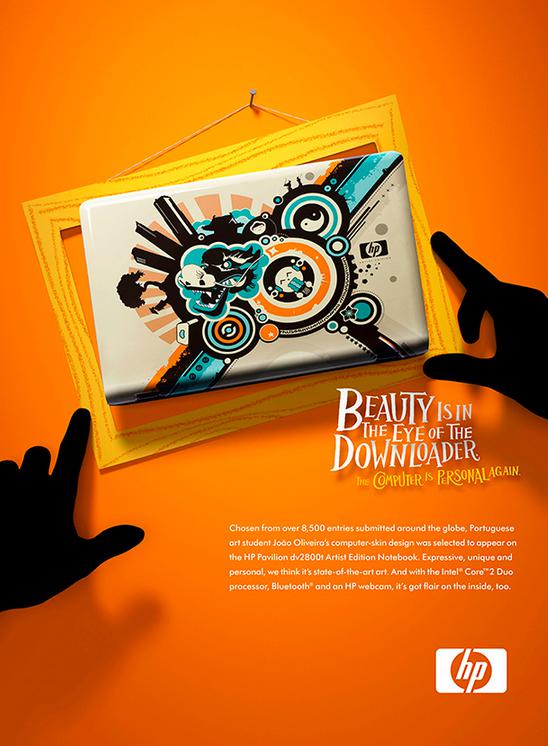 hp
BEAUTY IS IN
THE EYE OF THE
DOWNLOADER.
THE COMPUTER IS PERSONAL AGAIN.
Chosen from over 8,500 entries submitted around the globe, Portuguese
art student João Oliveira's computer-skin design was selected to appear on
the HP Pavilion dv2800t Artist Edition Notebook. Expressive, unique and
personal, we think it's state-of-the-art art. And with the Intel® Core™2 Duo
processor, Bluetooth® and an HP webcam, it's got flair on the inside, too.
hp